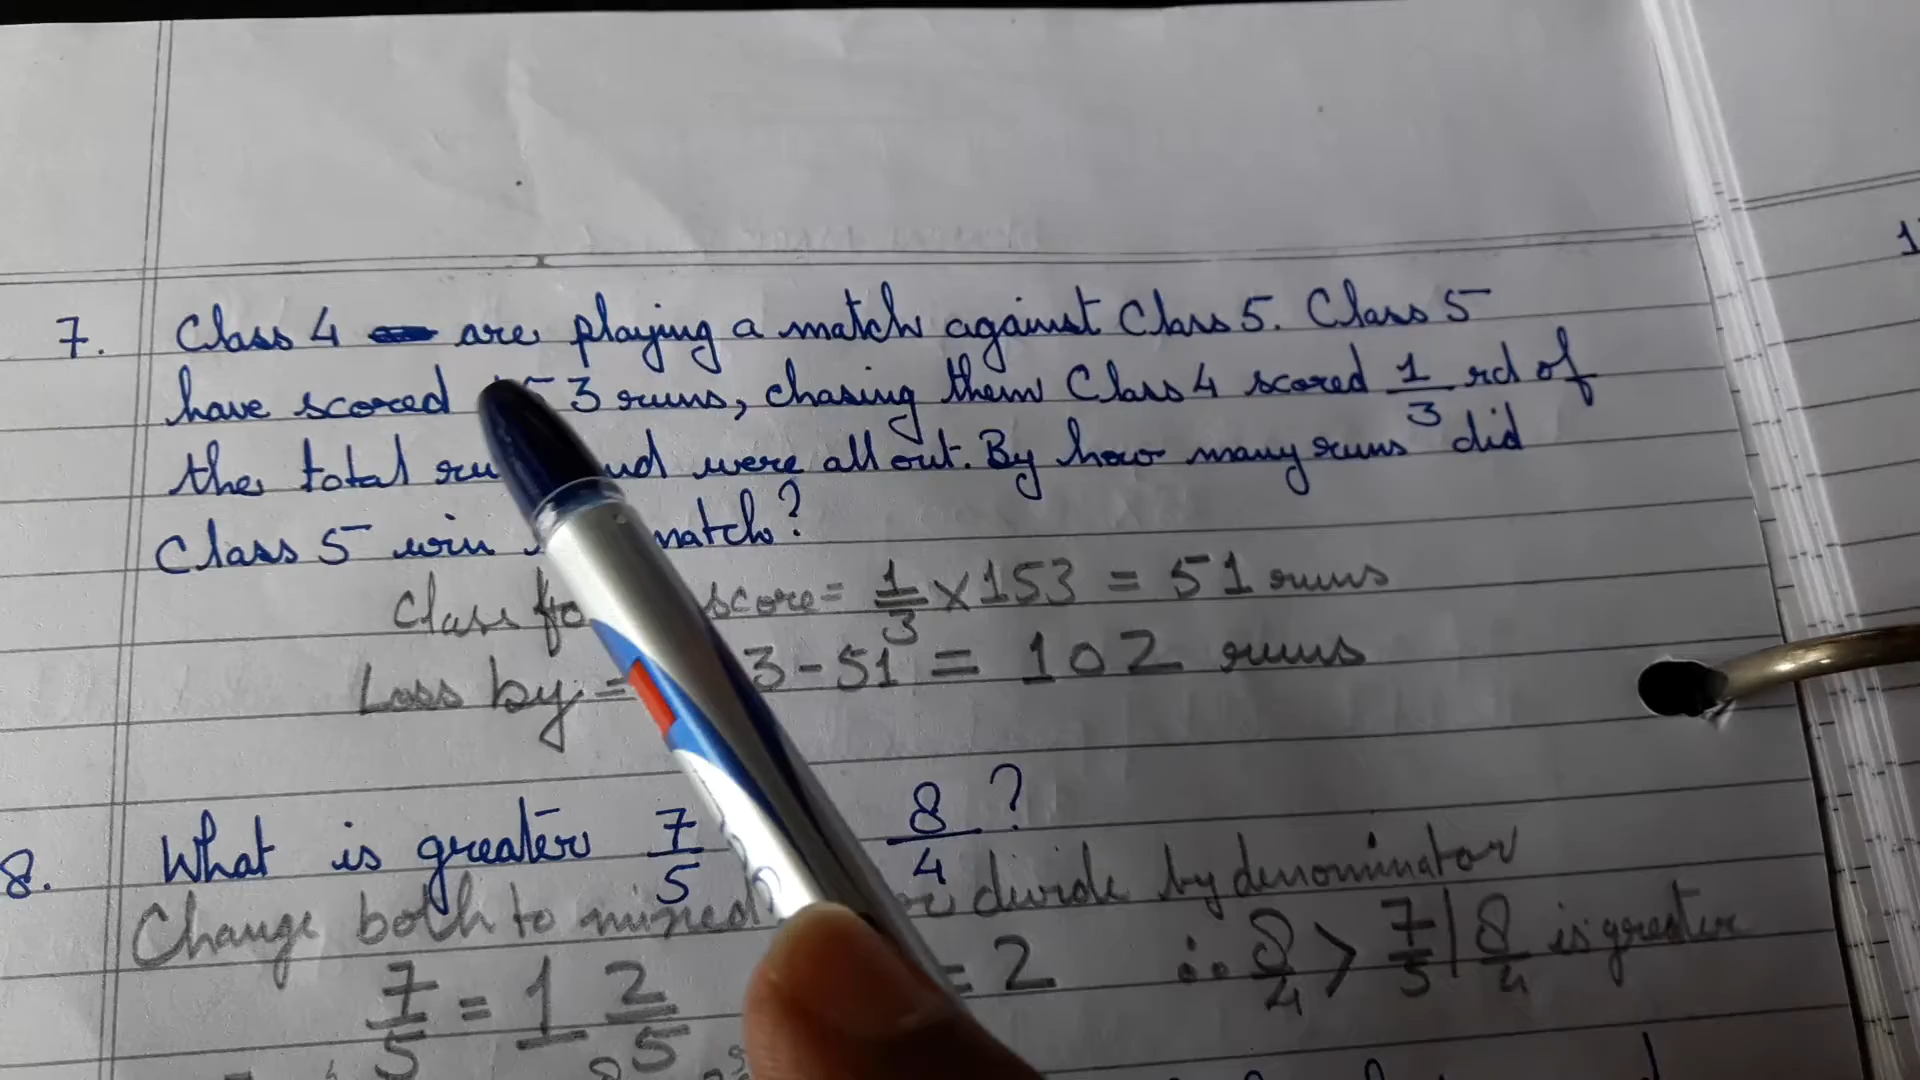 7. Class 4 are playing a match against Class 5. Class 5
have scored 53 runs, chasing them Class 4 scored 1/3 rd of
the total were all out. By how many runs did
Class 5 win match?
Class score = 1/3 × 153 = 51 runs
Loss by = 3 - 51 = 102 runs
8. What is greater 7/5 8/4 ?
Change both to mixed divide by denominator
7/5 = 1 2/5 = 2 ∴ 8/4 > 7/5 | 8/4 is greater
1